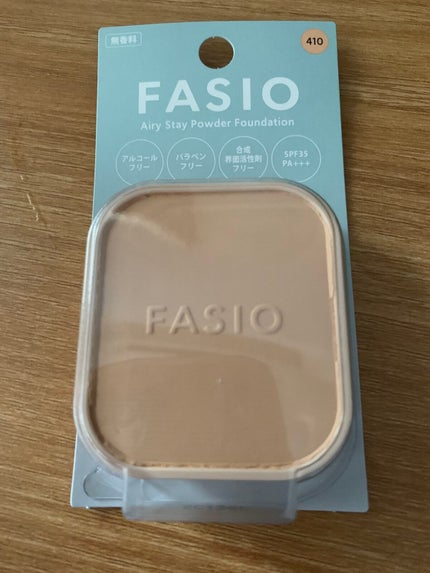 無香料
410
FASIO
Airy Stay Powder Foundation
アルコール
フリー
パラベン
フリー
合成
界面活性剤
フリー
SPF35
PA+++
FASIO